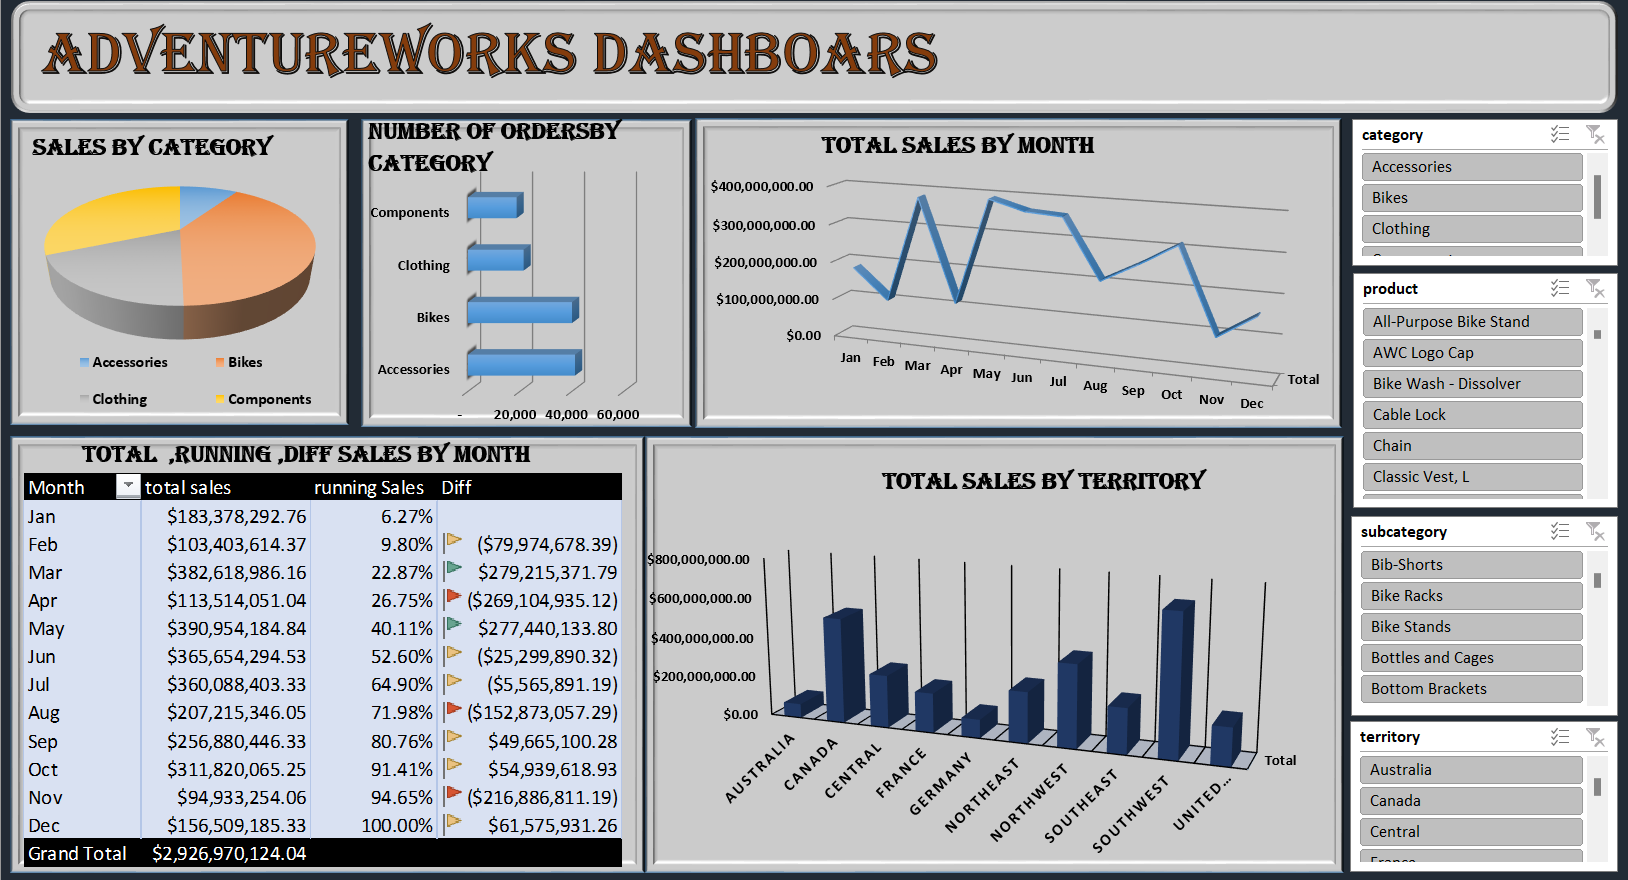 ADVENTUREWORKS DASHBOARS
SALES BY CATEGORY
Accessories
Bikes
Clothing
Components
NUMBER OF ORDERSBY
CATEGORY
Components
Clothing
Bikes
Accessories
- 20,000 40,000 60,000
TOTAL SALES BY MONTH
$400,000,000.00
$300,000,000.00
$200,000,000.00
$100,000,000.00
$0.00
Jan Feb Mar Apr May Jun Jul Aug Sep Oct Nov Dec
Total
TOTAL ,RUNNING ,DIFF SALES BY MONTH
Month total sales running Sales Diff
Jan $183,378,292.76 6.27%
Feb $103,403,614.37 9.80% ($79,974,678.39)
Mar $382,618,986.16 22.87% $279,215,371.79
Apr $113,514,051.04 26.75% ($269,104,935.12)
May $390,954,184.84 40.11% $277,440,133.80
Jun $365,654,294.53 52.60% ($25,299,890.32)
Jul $360,088,403.33 64.90% ($5,565,891.19)
Aug $207,215,346.05 71.98% ($152,873,057.29)
Sep $256,880,446.33 80.76% $49,665,100.28
Oct $311,820,065.25 91.41% $54,939,618.93
Nov $94,933,254.06 94.65% ($216,886,811.19)
Dec $156,509,185.33 100.00% $61,575,931.26
Grand Total $2,926,970,124.04
TOTAL SALES BY TERRITORY
$800,000,000.00
$600,000,000.00
$400,000,000.00
$200,000,000.00
$0.00
AUSTRALIA
CANADA
CENTRAL
FRANCE
GERMANY
NORTHEAST
NORTHWEST
SOUTHEAST
SOUTHWEST
UNITED...
Total
category
Accessories
Bikes
Clothing
product
All-Purpose Bike Stand
AWC Logo Cap
Bike Wash - Dissolver
Cable Lock
Chain
Classic Vest, L
subcategory
Bib-Shorts
Bike Racks
Bike Stands
Bottles and Cages
Bottom Brackets
territory
Australia
Canada
Central
France